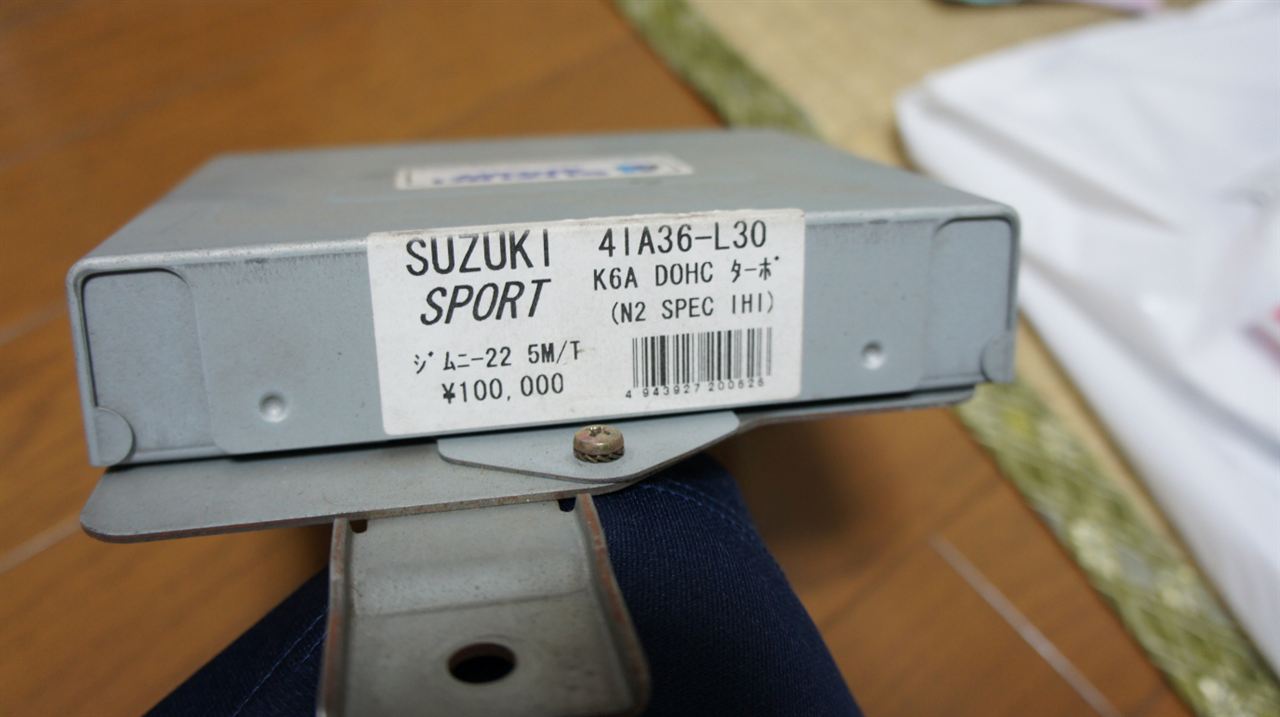 SUZUKI 41A36-L30
SPORT K6A DOHC ターボ
(N2 SPEC IHI)
ジムニー22 5M/T
¥100,000
4 943927 200626